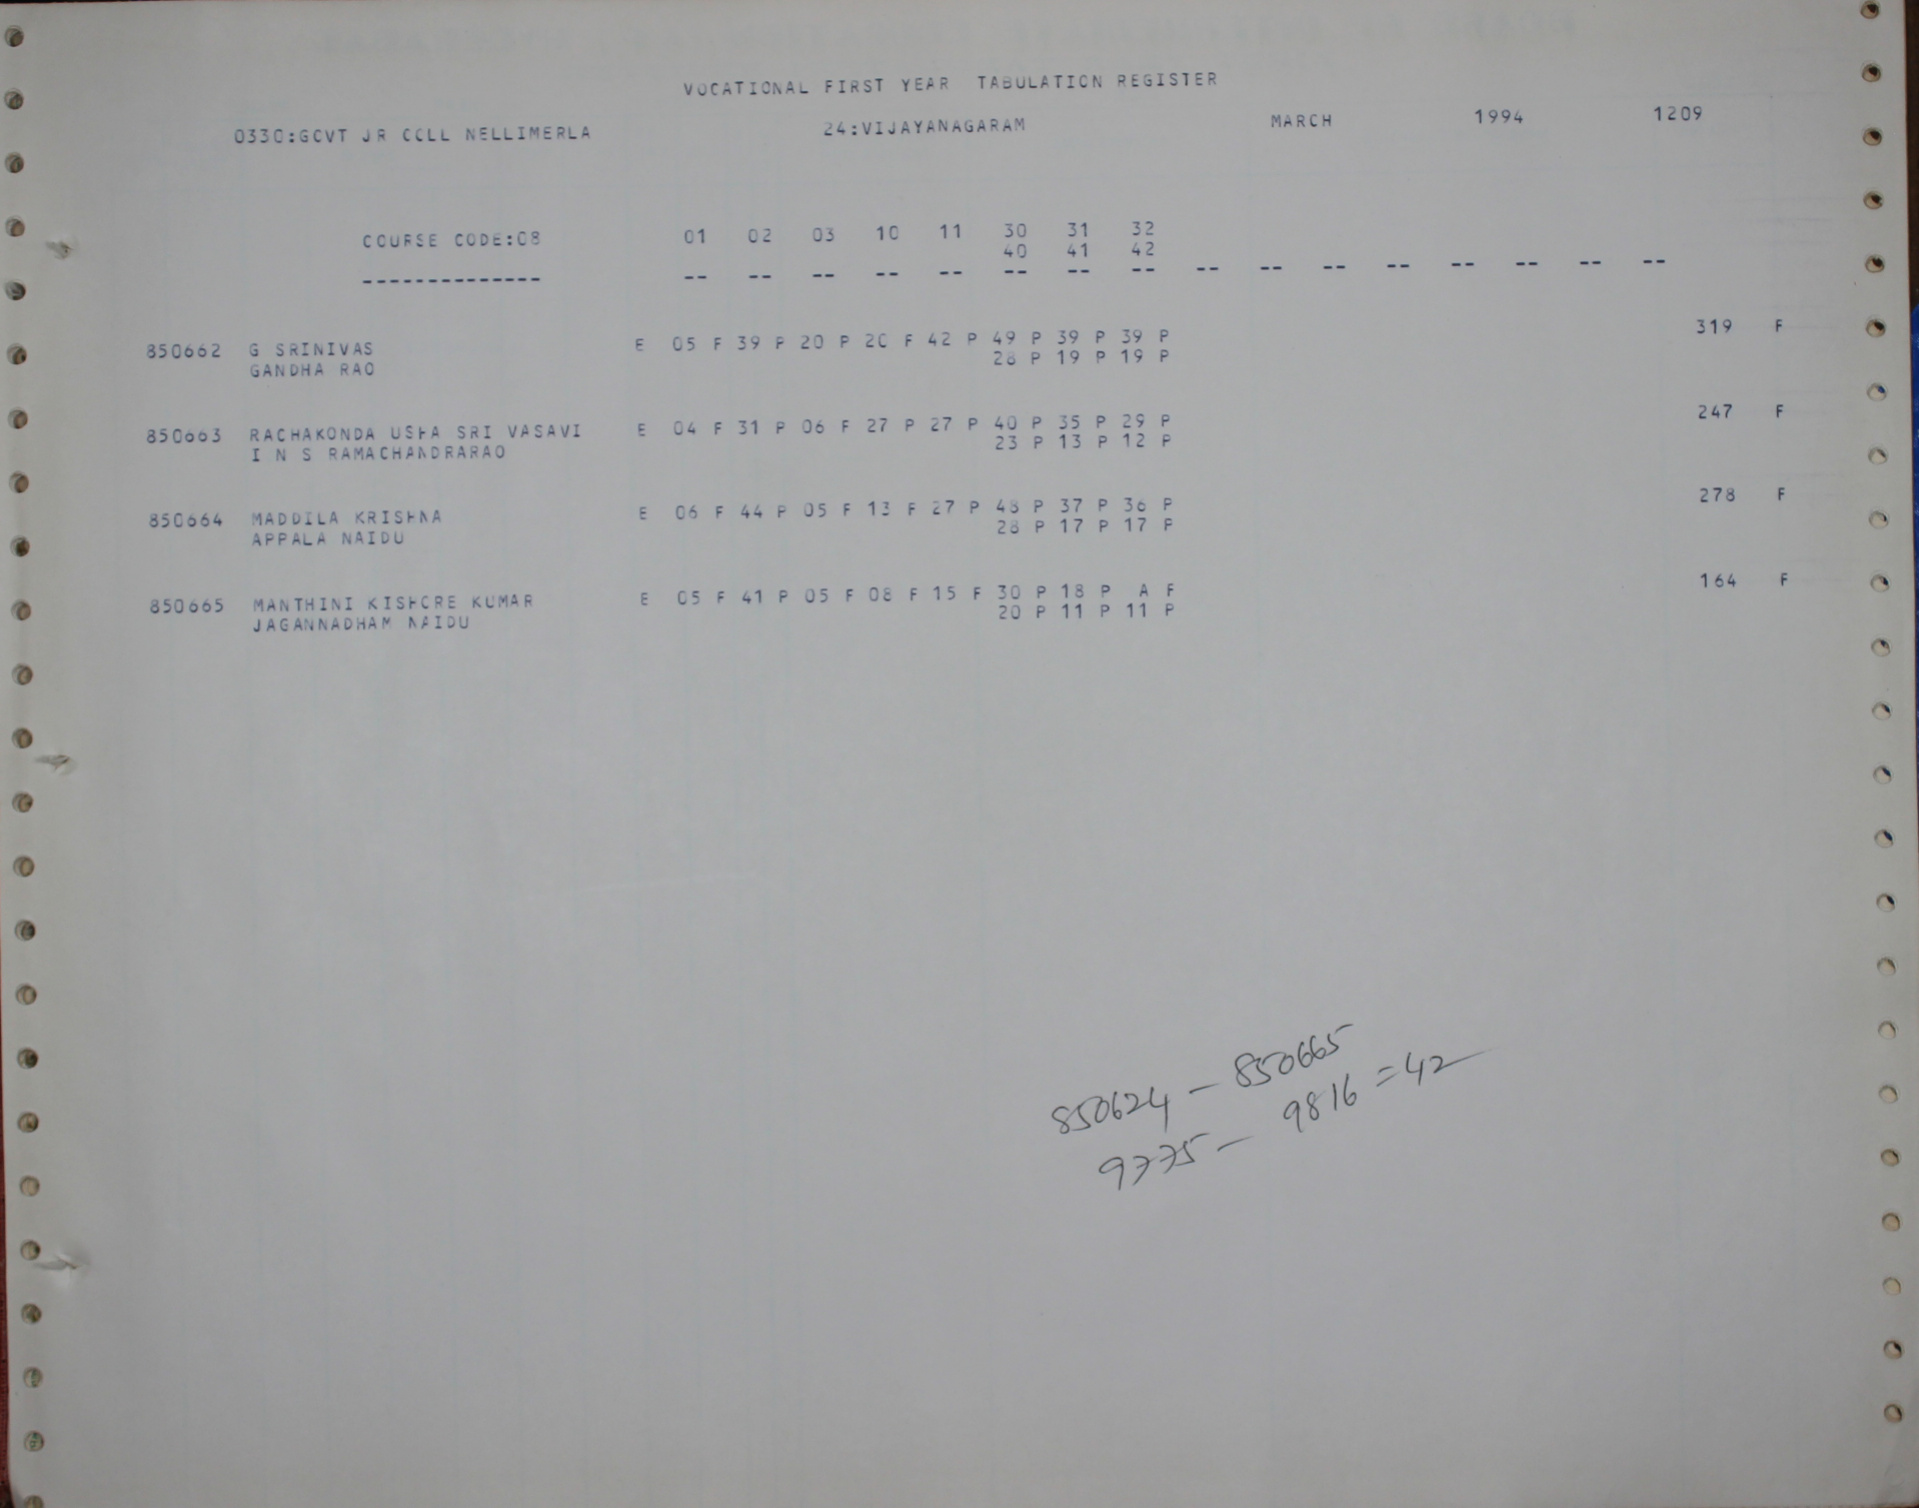 VOCATIONAL FIRST YEAR TABULATION REGISTER
0330:GOVT JR COLL NELLIMERLA 24:VIJAYANAGARAM MARCH 1994 1209
COURSE CODE:08 01 02 03 10 11 30 31 32
40 41 42
-------------- -- -- -- -- -- -- -- -- -- -- -- -- -- -- -- --
850662 G SRINIVAS E 05 F 39 P 20 P 20 F 42 P 49 P 39 P 39 P 319 F
GANDHA RAO 28 P 19 P 19 P
850663 RACHAKONDA USHA SRI VASAVI E 04 F 31 P 06 F 27 P 27 P 40 P 35 P 29 P 247 F
I N S RAMACHANDRARAO 23 P 13 P 12 P
850664 MADDILA KRISHNA E 06 F 44 P 05 F 13 F 27 P 48 P 37 P 36 P 278 F
APPALA NAIDU 28 P 17 P 17 P
850665 MANTHINI KISHORE KUMAR E 05 F 41 P 05 F 08 F 15 F 30 P 18 P A F 164 F
JAGANNADHAM NAIDU 20 P 11 P 11 P
850624 - 850665
9775 - 9816 = 42